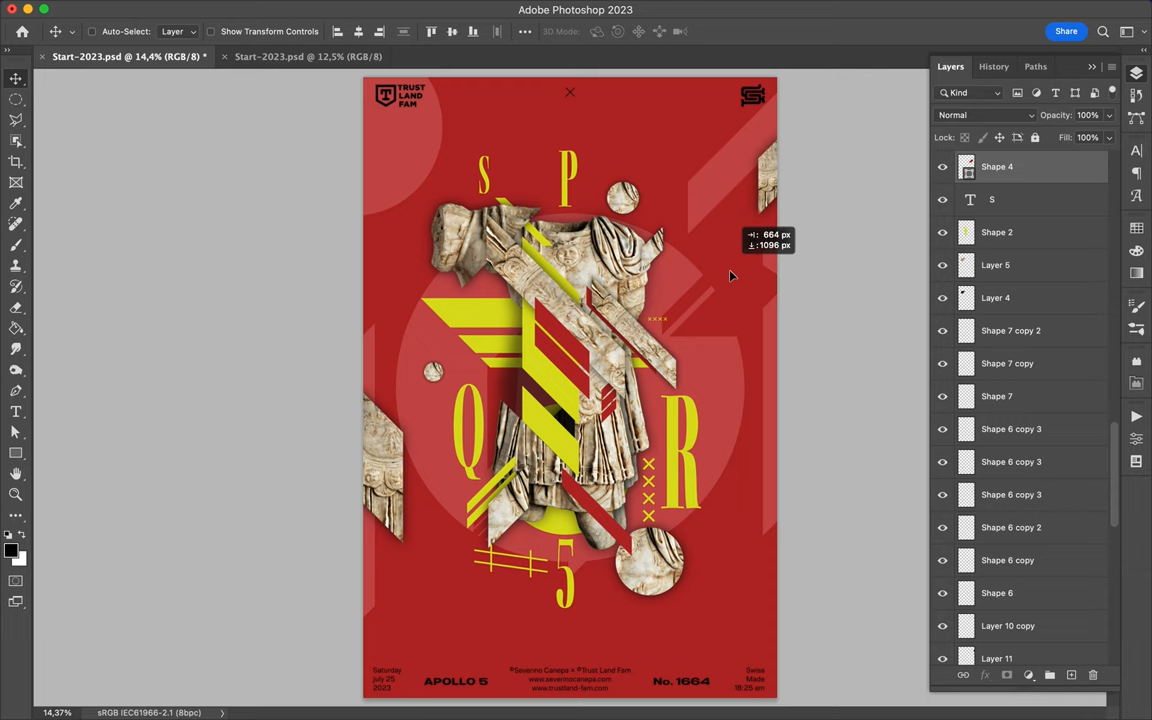 Adobe Photoshop 2023
Auto-Select:
Layer
Show Transform Controls
3D Mode:
Share
Start-2023.psd @ 14,4% (RGB/8) *
Start-2023.psd @ 12,5% (RGB/8)
TRUST
LAND
FAM
S
P
Q
R
5
664 px
1096 px
Saturday
july 25
2023
APOLLO 5
©Severino Canepa × ©Trust Land Fam
www.severinocanepa.com
www.trustland-fam.com
No. 1664
Swiss
Made
18:25 am
Layers
History
Paths
Kind
Normal
Opacity: 100%
Lock:
Fill: 100%
Shape 4
S
Shape 2
Layer 5
Layer 4
Shape 7 copy 2
Shape 7 copy
Shape 7
Shape 6 copy 3
Shape 6 copy 3
Shape 6 copy 3
Shape 6 copy 2
Shape 6 copy
Shape 6
Layer 10 copy
Layer 11
14,37%
sRGB IEC61966-2.1 (8bpc)